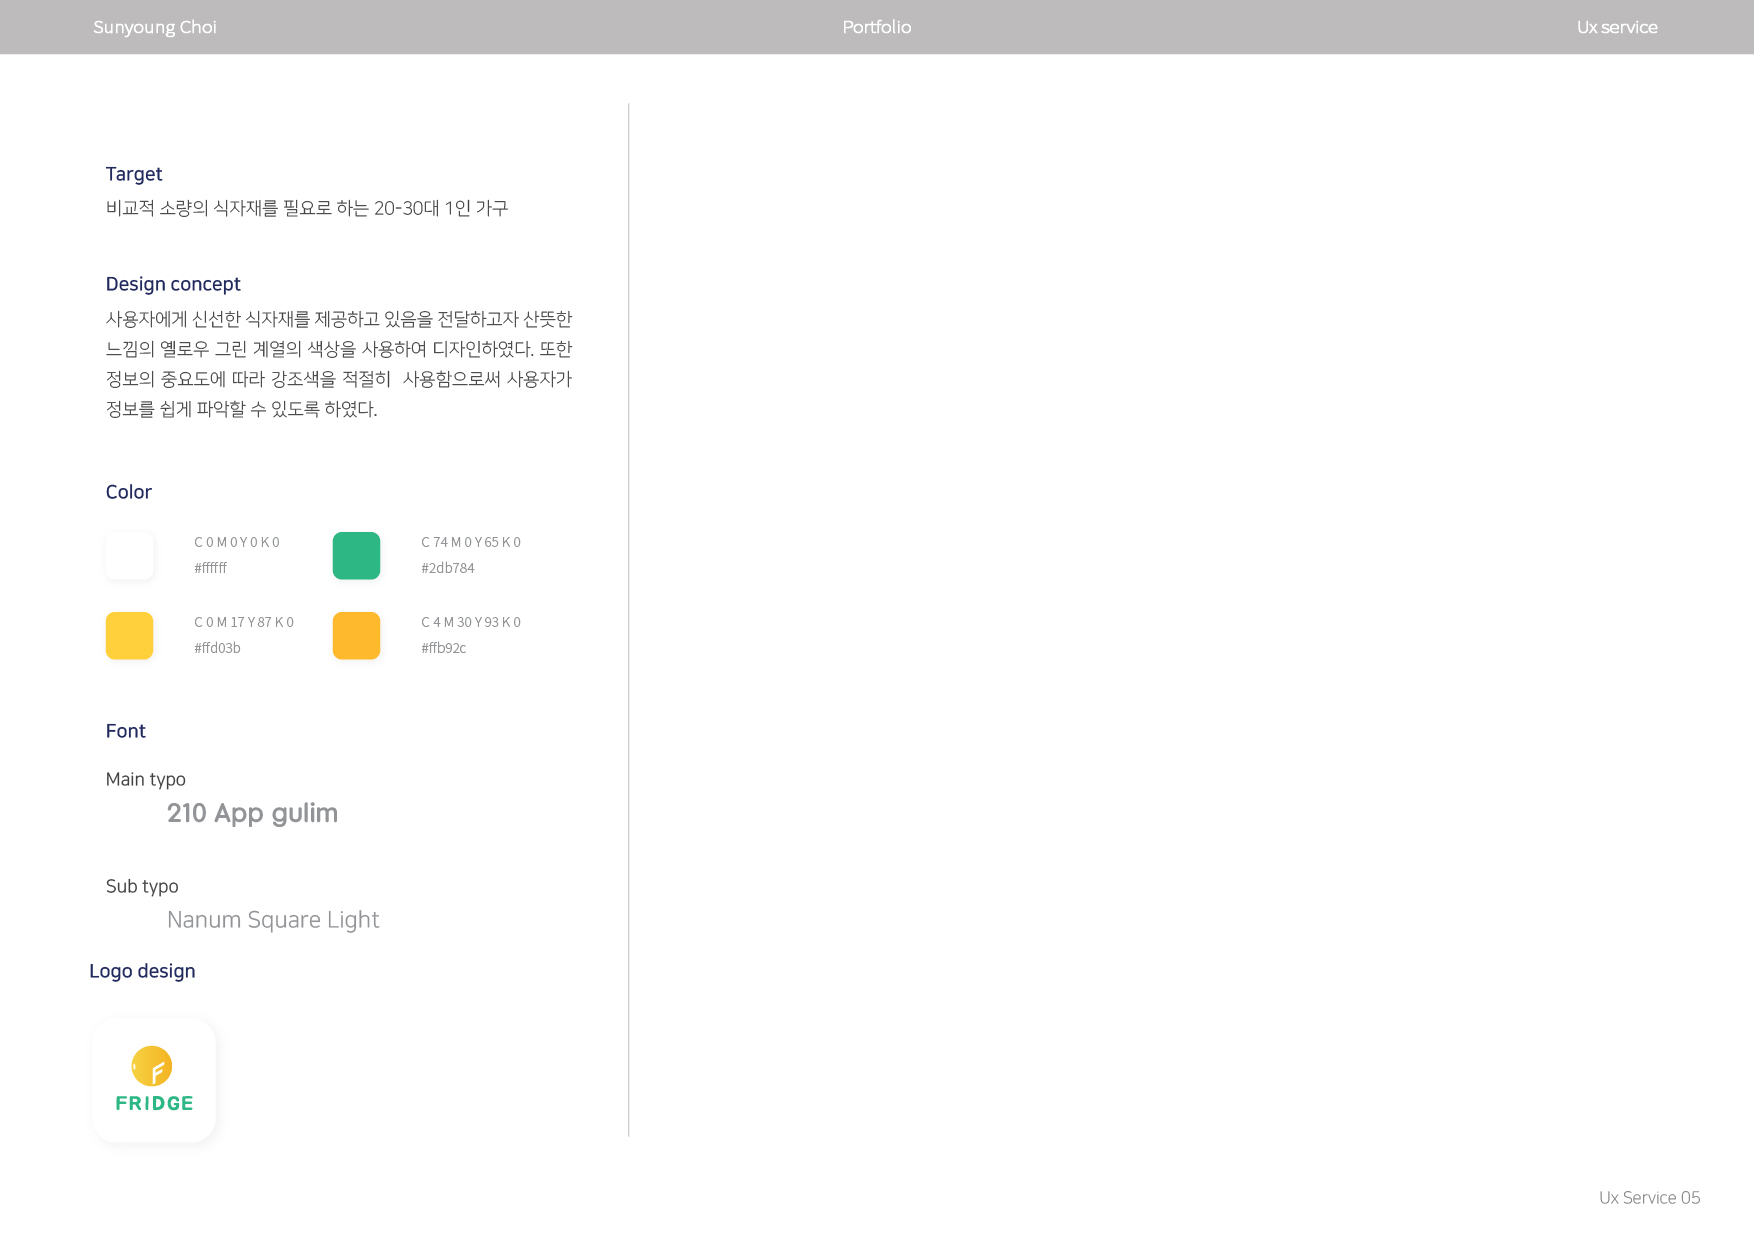 Sunyoung Choi
Portfolio
Ux service
Target
비교적 소량의 식자재를 필요로 하는 20-30대 1인 가구
Design concept
사용자에게 신선한 식자재를 제공하고 있음을 전달하고자 산뜻한
느낌의 옐로우 그린 계열의 색상을 사용하여 디자인하였다. 또한
정보의 중요도에 따라 강조색을 적절히 사용함으로써 사용자가
정보를 쉽게 파악할 수 있도록 하였다.
Color
C 0 M 0 Y 0 K 0
#ffffff
C 74 M 0 Y 65 K 0
#2db784
C 0 M 17 Y 87 K 0
#ffd03b
C 4 M 30 Y 93 K 0
#ffb92c
Font
Main typo
210 App gulim
Sub typo
Nanum Square Light
Logo design
F
FRIDGE
Ux Service 05